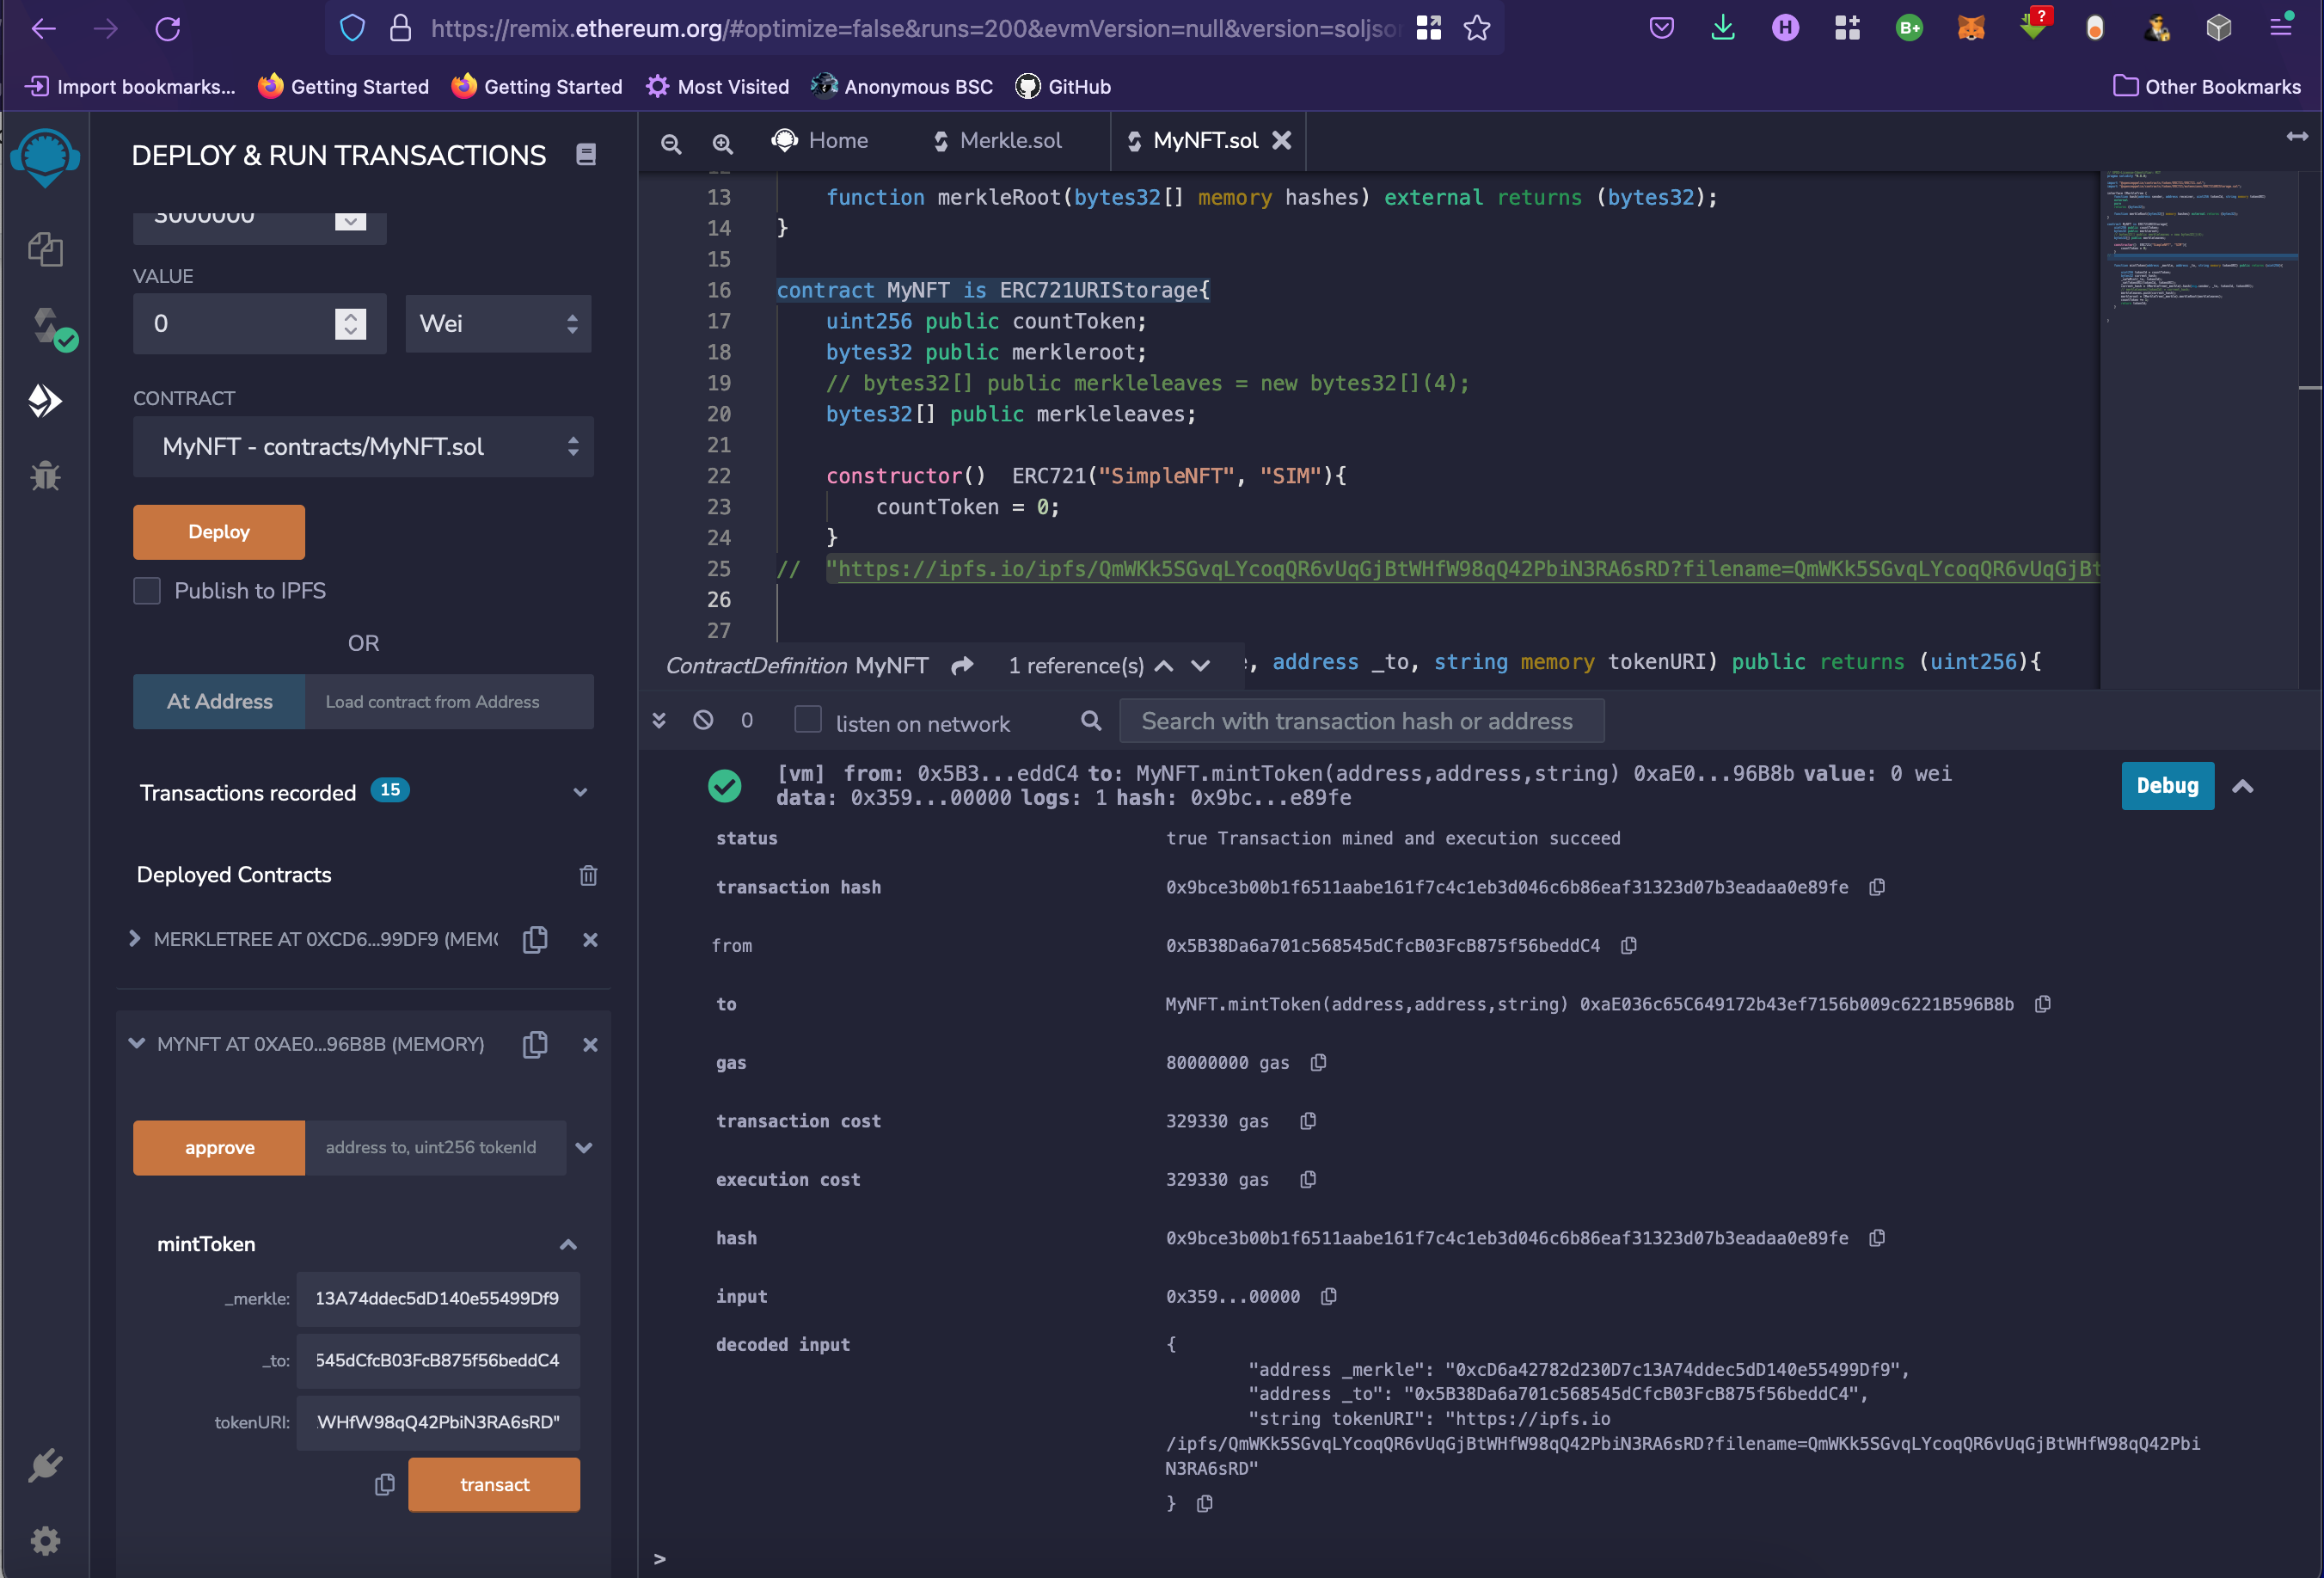 https://remix.ethereum.org/#optimize=false&runs=200&evmVersion=null&version=soljso
H
B+
?
Import bookmarks...
Getting Started
Getting Started
Most Visited
Anonymous BSC
GitHub
Other Bookmarks
DEPLOY & RUN TRANSACTIONS
3000000
VALUE
0
Wei
CONTRACT
MyNFT - contracts/MyNFT.sol
Deploy
Publish to IPFS
OR
At Address
Load contract from Address
Transactions recorded 15
Deployed Contracts
MERKLETREE AT 0XCD6...99DF9 (MEMO
MYNFT AT 0XAE0...96B8B (MEMORY)
approve
address to, uint256 tokenId
mintToken
_merkle: 13A74ddec5dD140e55499Df9
_to: 545dCfcB03FcB875f56beddC4
tokenURI: WHfW98qQ42PbiN3RA6sRD"
transact
Home
Merkle.sol
MyNFT.sol
12
13 function merkleRoot(bytes32[] memory hashes) external returns (bytes32);
14 }
15
16 contract MyNFT is ERC721URIStorage{
17 uint256 public countToken;
18 bytes32 public merkleroot;
19 // bytes32[] public merkleleaves = new bytes32[](4);
20 bytes32[] public merkleleaves;
21
22 constructor() ERC721("SimpleNFT", "SIM"){
23 countToken = 0;
24 }
25 // "https://ipfs.io/ipfs/QmWKk5SGvqLYcoqQR6vUqGjBtWHfW98qQ42PbiN3RA6sRD?filename=QmWKk5SGvqLYcoqQR6vUqGjBt
26
27
, address _to, string memory tokenURI) public returns (uint256){
ContractDefinition MyNFT 1 reference(s)
0
listen on network
Search with transaction hash or address
[vm] from: 0x5B3...eddC4 to: MyNFT.mintToken(address,address,string) 0xaE0...96B8b value: 0 wei
data: 0x359...00000 logs: 1 hash: 0x9bc...e89fe
Debug
status true Transaction mined and execution succeed
transaction hash 0x9bce3b00b1f6511aabe161f7c4c1eb3d046c6b86eaf31323d07b3eadaa0e89fe
from 0x5B38Da6a701c568545dCfcB03FcB875f56beddC4
to MyNFT.mintToken(address,address,string) 0xaE036c65C649172b43ef7156b009c6221B596B8b
gas 80000000 gas
transaction cost 329330 gas
execution cost 329330 gas
hash 0x9bce3b00b1f6511aabe161f7c4c1eb3d046c6b86eaf31323d07b3eadaa0e89fe
input 0x359...00000
decoded input {
"address _merkle": "0xcD6a42782d230D7c13A74ddec5dD140e55499Df9",
"address _to": "0x5B38Da6a701c568545dCfcB03FcB875f56beddC4",
"string tokenURI": "https://ipfs.io
/ipfs/QmWKk5SGvqLYcoqQR6vUqGjBtWHfW98qQ42PbiN3RA6sRD?filename=QmWKk5SGvqLYcoqQR6vUqGjBtWHfW98qQ42Pbi
N3RA6sRD"
}
>